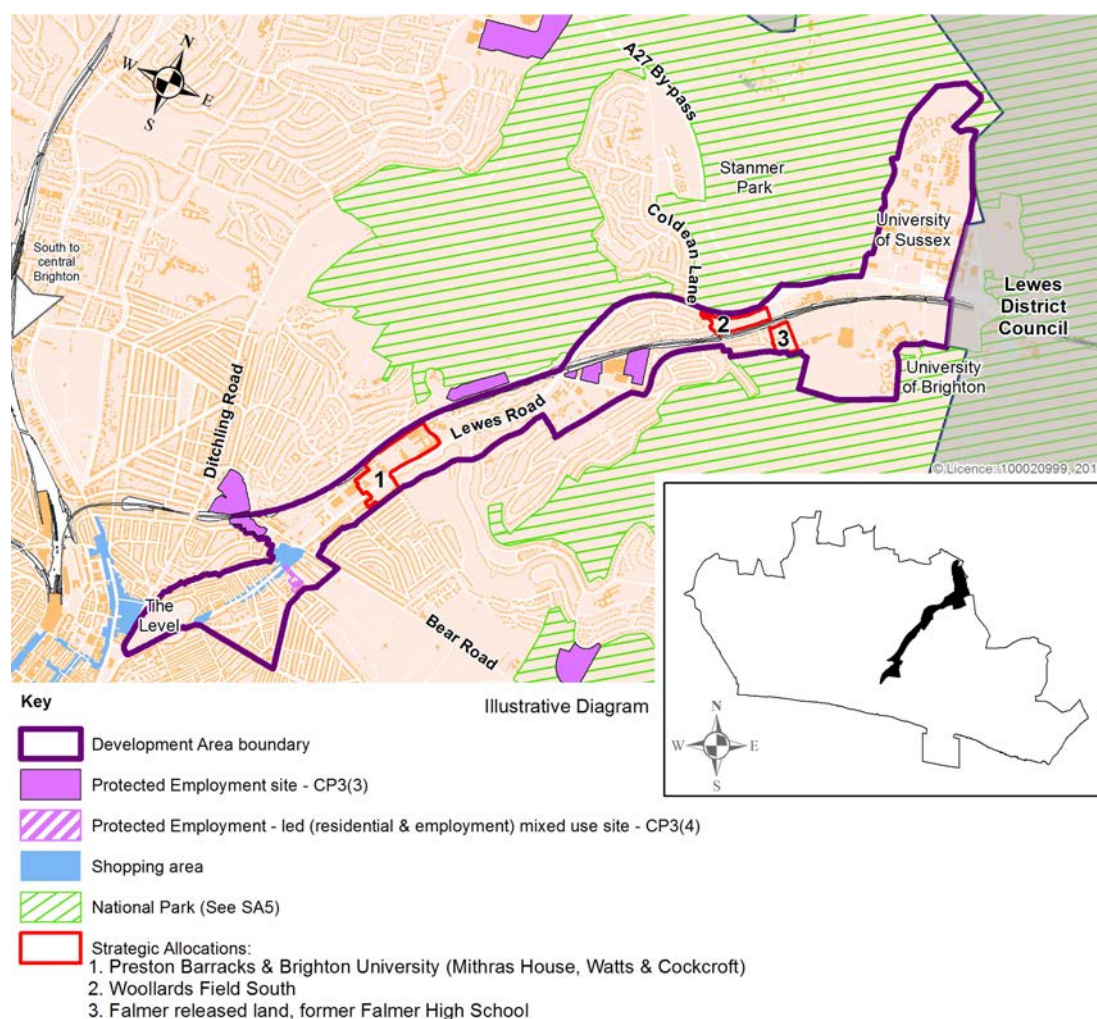 N
W
E
S
A27 By-pass
Stanmer
Park
Coldean Lane
University
of Sussex
South to
central
Brighton
Lewes
District
Council
2
3
University
of Brighton
Ditchling Road
Lewes Road
1
© Licence: 100020999, 201
The
Level
Bear Road
Illustrative Diagram
N
W
E
S
Key
Development Area boundary
Protected Employment site - CP3(3)
Protected Employment - led (residential & employment) mixed use site - CP3(4)
Shopping area
National Park (See SA5)
Strategic Allocations:
1. Preston Barracks & Brighton University (Mithras House, Watts & Cockcroft)
2. Woollards Field South
3. Falmer released land, former Falmer High School